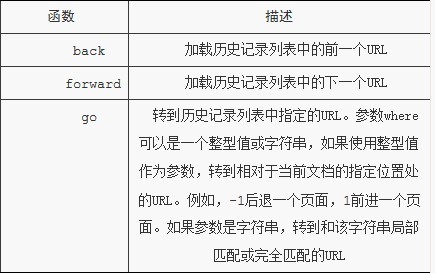 函数 描述
back 加载历史记录列表中的前一个URL
forward 加载历史记录列表中的下一个URL
go 转到历史记录列表中指定的URL。参数where
可以是一个整型值或字符串，如果使用整型值
作为参数，转到相对于当前文档的指定位置处
的URL。例如，-1后退一个页面，1前进一个页
面。如果参数是字符串，转到和该字符串局部
匹配或完全匹配的URL